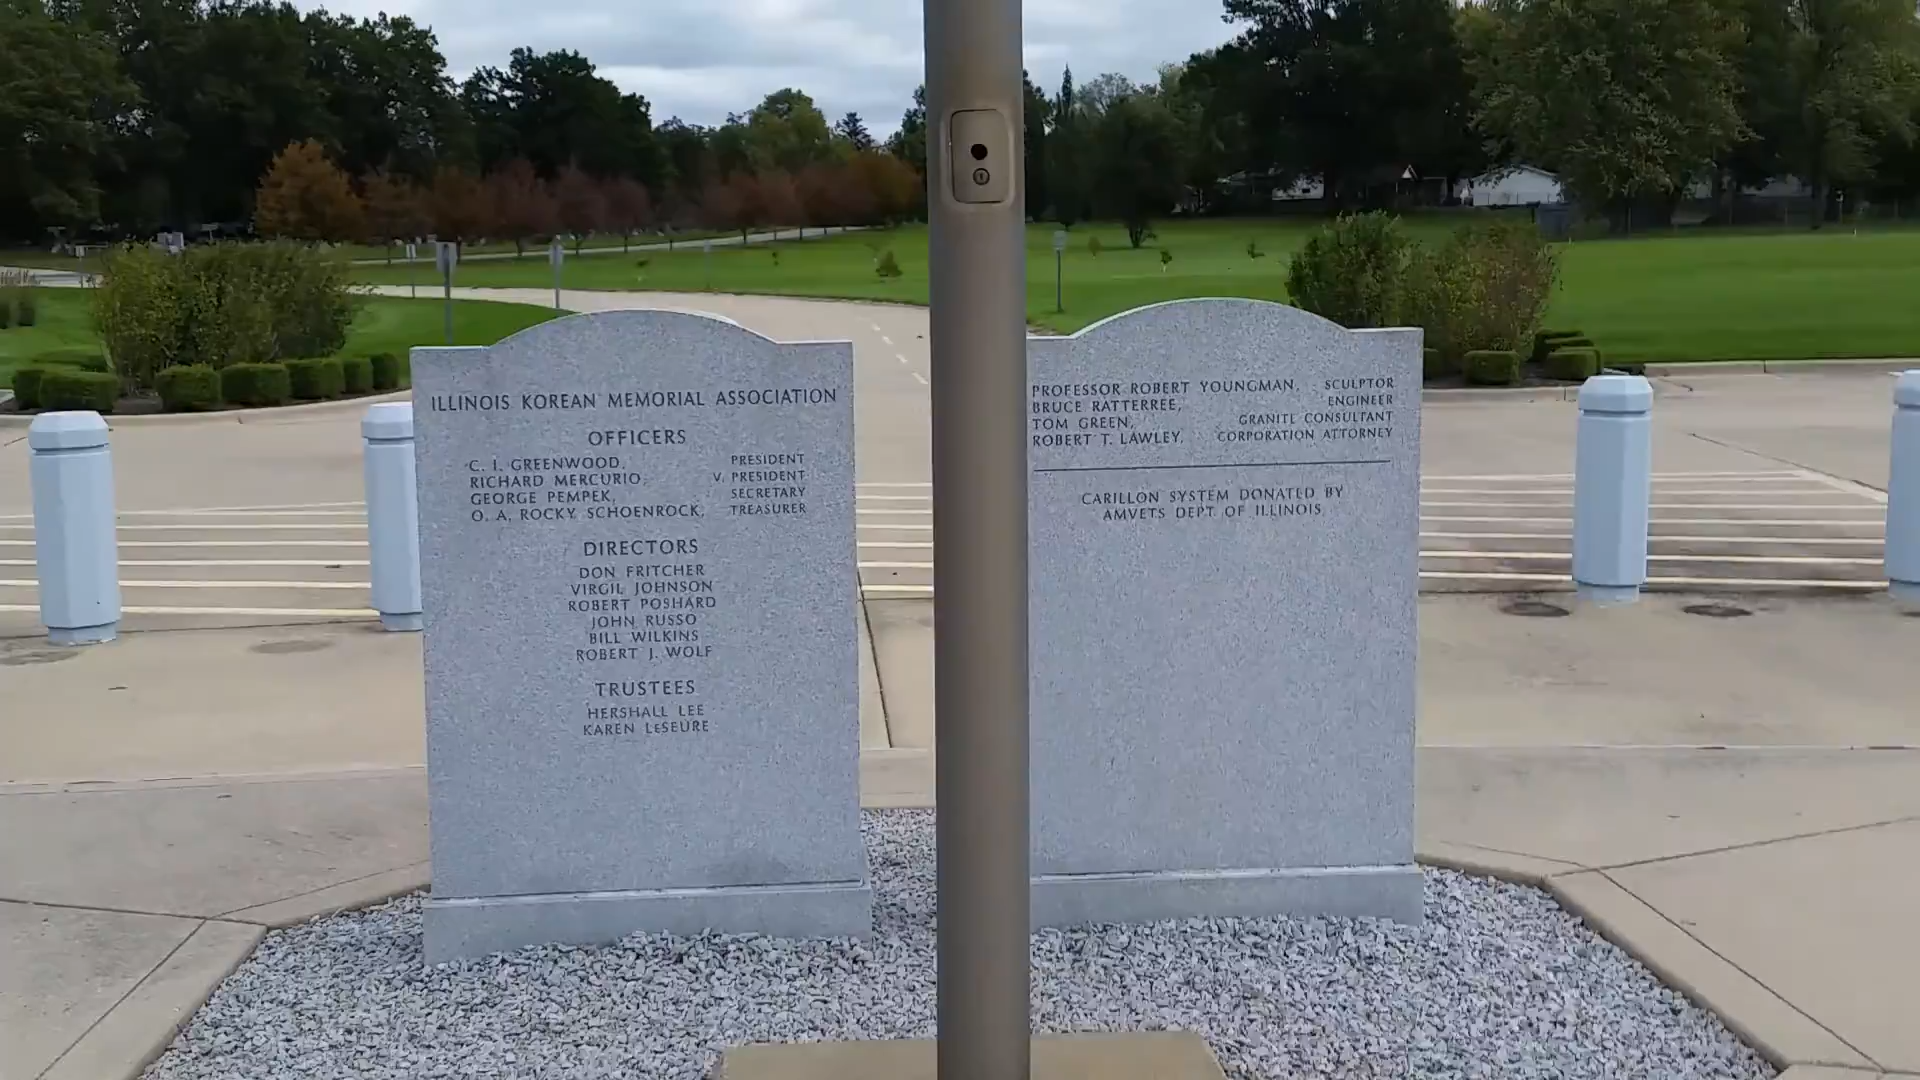 ILLINOIS KOREAN MEMORIAL ASSOCIATION
OFFICERS
C. I. GREENWOOD, PRESIDENT
RICHARD MERCURIO, V. PRESIDENT
GEORGE PEMPEK, SECRETARY
O. A. ROCKY SCHOENROCK, TREASURER
DIRECTORS
DON FRITCHER
VIRGIL JOHNSON
ROBERT POSHARD
JOHN RUSSO
BILL WILKINS
ROBERT J. WOLF
TRUSTEES
HERSHALL LEE
KAREN LeSEURE
PROFESSOR ROBERT YOUNGMAN, SCULPTOR
BRUCE RATTERREE, ENGINEER
TOM GREEN, GRANITE CONSULTANT
ROBERT T. LAWLEY, CORPORATION ATTORNEY
CARILLON SYSTEM DONATED BY
AMVETS DEPT. OF ILLINOIS